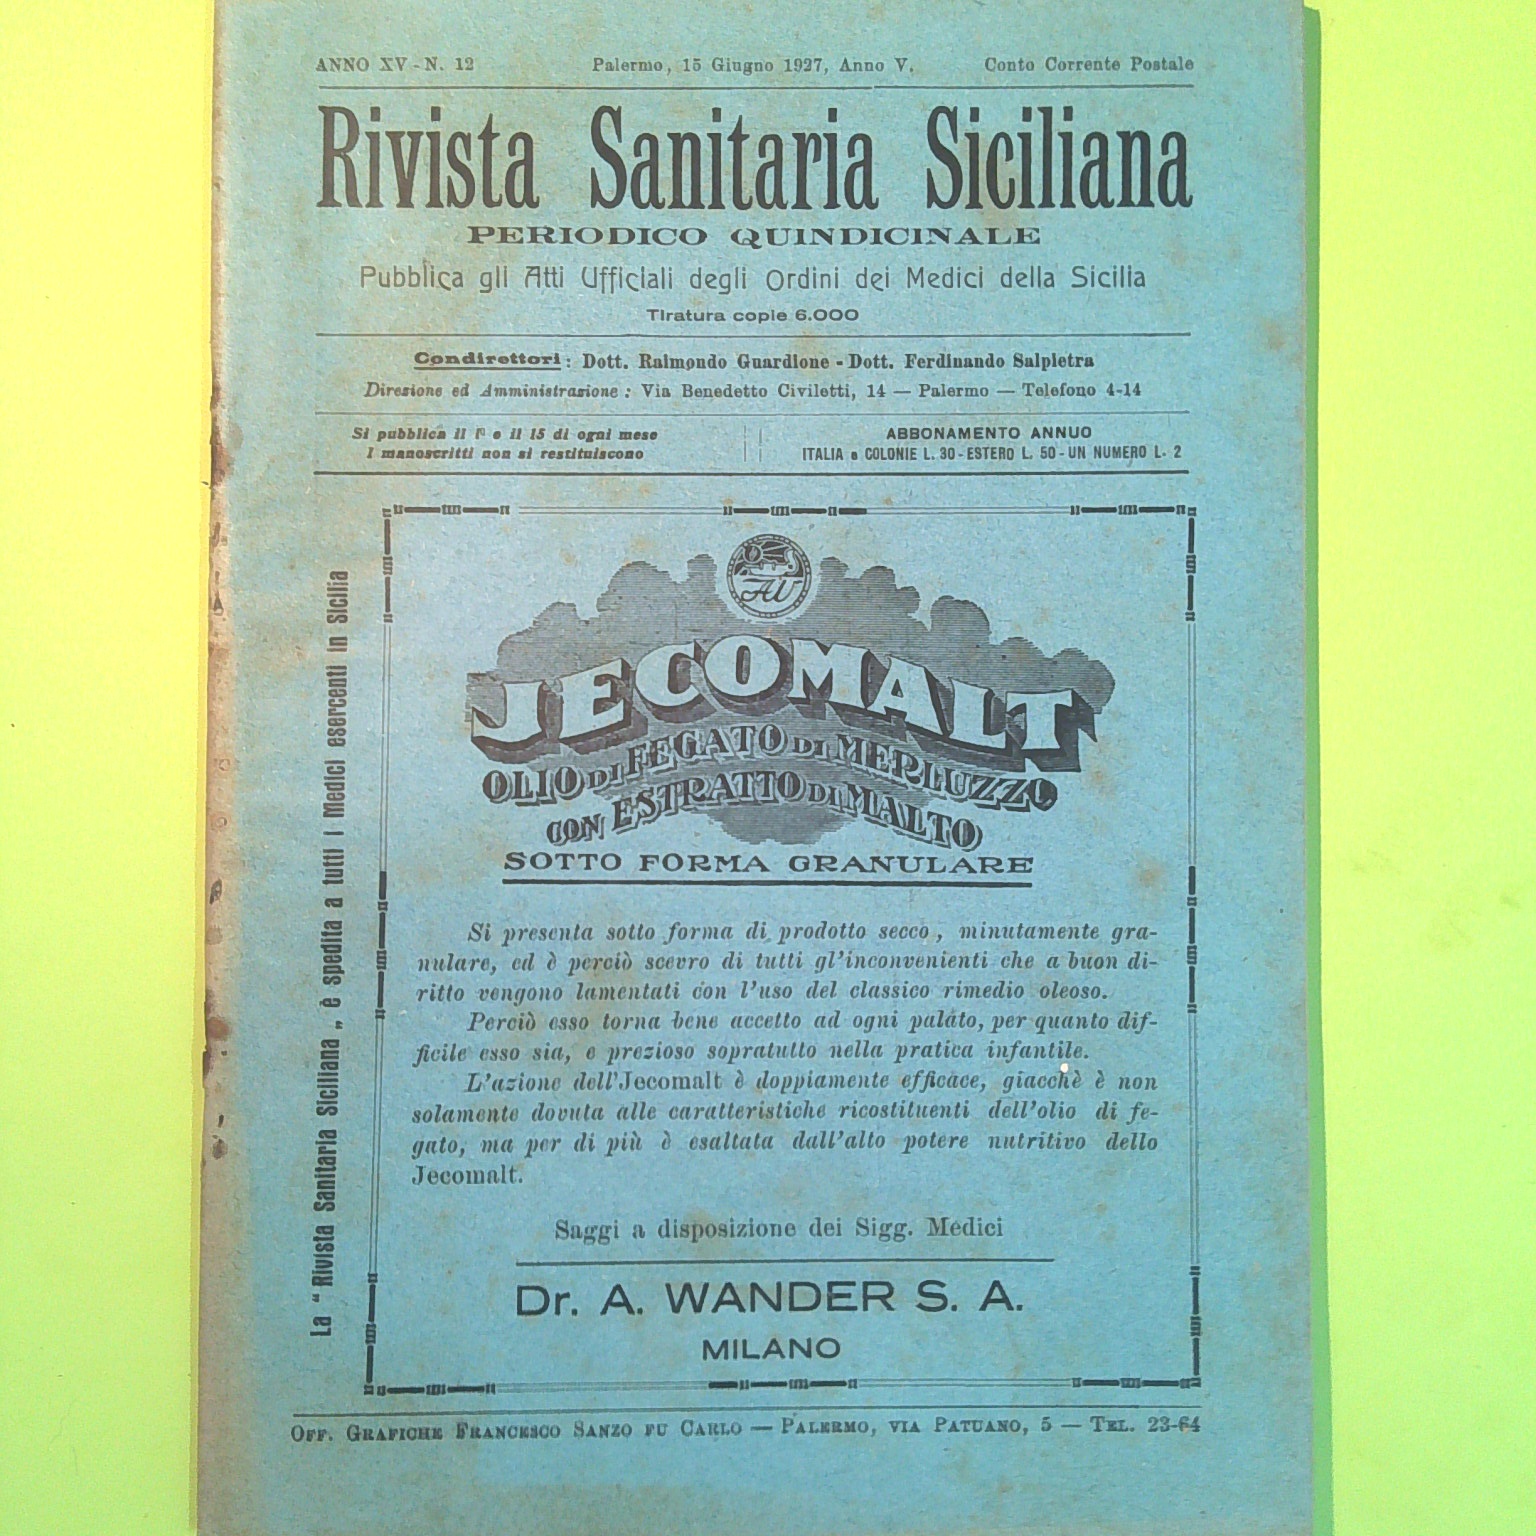 ANNO XV - N. 12 Palermo, 15 Giugno 1927, Anno V. Conto Corrente Postale
Rivista Sanitaria Siciliana
PERIODICO QUINDICINALE
Pubblica gli Atti Ufficiali degli Ordini dei Medici della Sicilia
Tiratura copie 6.000
Condirettori: Dott. Raimondo Guardione - Dott. Ferdinando Salpietra
Direzione ed Amministrazione: Via Benedetto Civiletti, 14 — Palermo — Telefono 4-14
Si pubblica il 1° e il 15 di ogni mese
I manoscritti non si restituiscono
ABBONAMENTO ANNUO
ITALIA e COLONIE L. 30 - ESTERO L. 50 - UN NUMERO L. 2
La “ Rivista Sanitaria Siciliana „ è spedita a tutti i Medici esercenti in Sicilia
AW
JECOMALT
OLIO DI FEGATO DI MERLUZZO
CON ESTRATTO DI MALTO
SOTTO FORMA GRANULARE
Si presenta sotto forma di prodotto secco, minutamente gra-
nulare, ed è perciò scevro di tutti gl'inconvenienti che a buon di-
ritto vengono lamentati con l'uso del classico rimedio oleoso.
Perciò esso torna bene accetto ad ogni palato, per quanto dif-
ficile esso sia, e prezioso sopratutto nella pratica infantile.
L'azione dell'Jecomalt è doppiamente efficace, giacchè è non
solamente dovuta alle caratteristiche ricostituenti dell'olio di fe-
gato, ma per di più è esaltata dall'alto potere nutritivo dello
Jecomalt.
Saggi a disposizione dei Sigg. Medici
Dr. A. WANDER S. A.
MILANO
OFF. GRAFICHE FRANCESCO SANZO FU CARLO — PALERMO, VIA PATUANO, 5 — TEL. 23-64